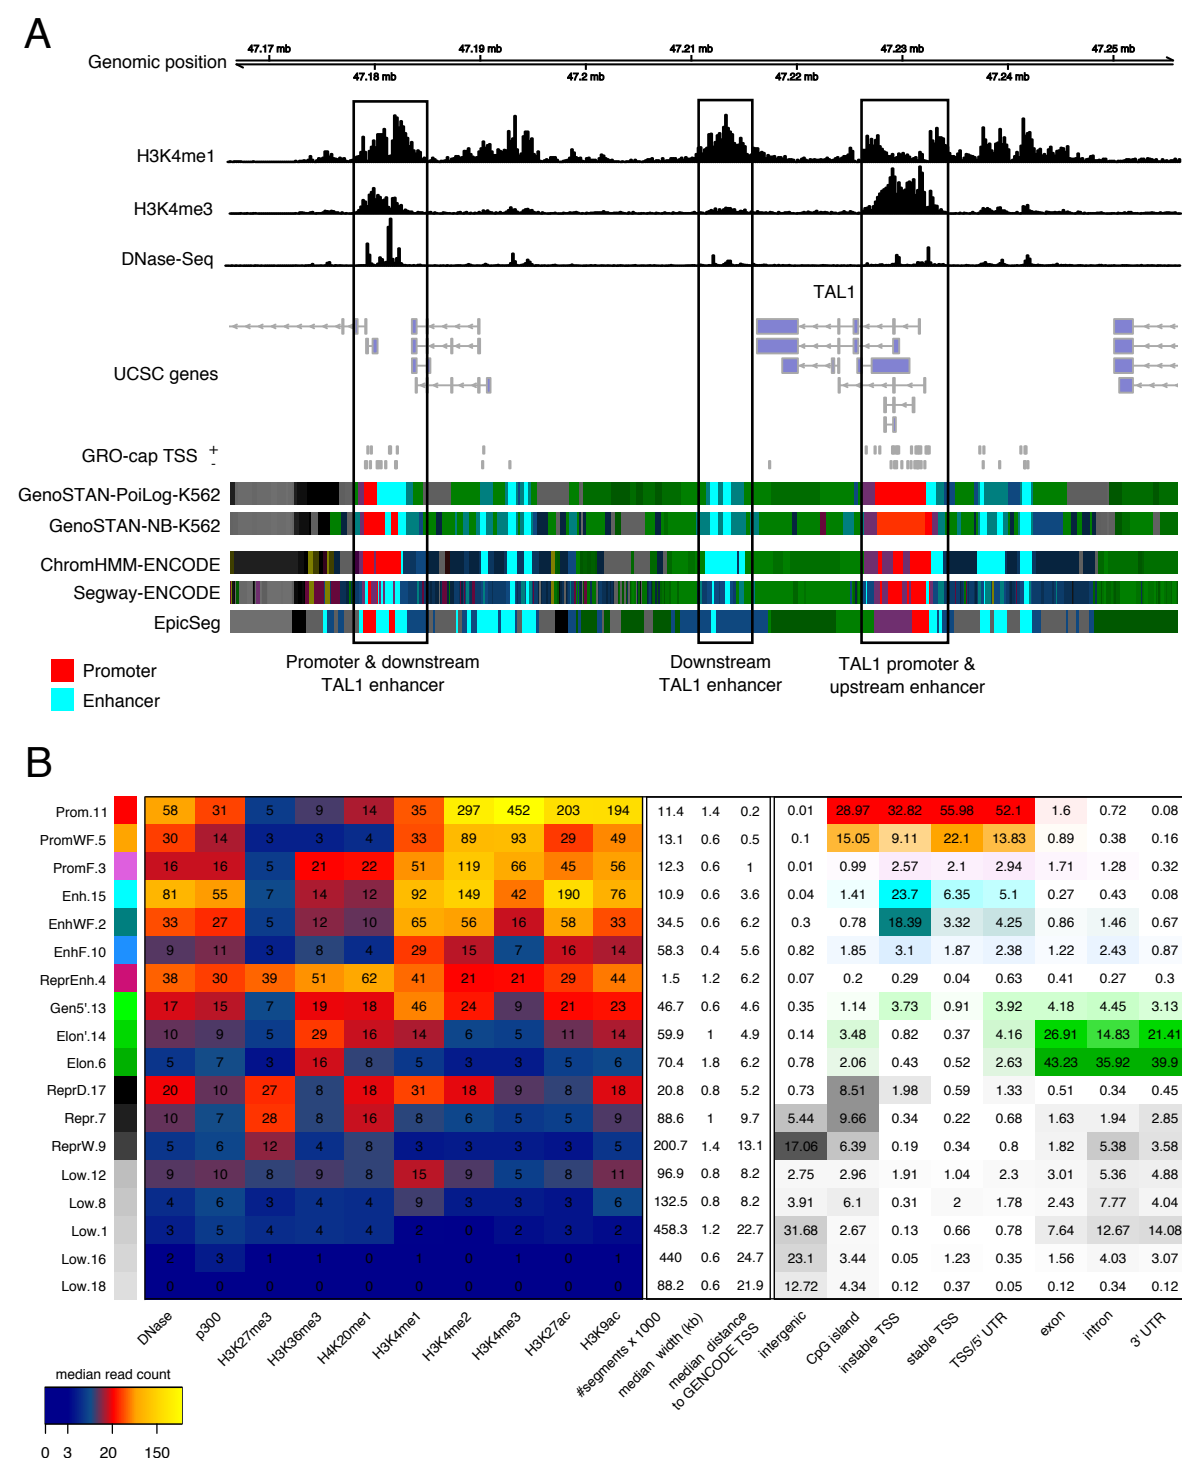 A
47.17 mb 47.19 mb 47.21 mb 47.23 mb 47.25 mb
Genomic position
47.18 mb 47.2 mb 47.22 mb 47.24 mb
H3K4me1
H3K4me3
DNase-Seq
TAL1
UCSC genes
GRO-cap TSS + -
GenoSTAN-PoiLog-K562
GenoSTAN-NB-K562
ChromHMM-ENCODE
Segway-ENCODE
EpicSeg
Promoter & downstream TAL1 enhancer
Downstream TAL1 enhancer
TAL1 promoter & upstream enhancer
Promoter
Enhancer
B
Prom.11 58 31 5 9 14 35 297 452 203 194 11.4 1.4 0.2 0.01 28.97 32.82 55.98 52.1 1.6 0.72 0.08
PromWF.5 30 14 3 3 4 33 89 93 29 49 13.1 0.6 0.5 0.1 15.05 9.11 22.1 13.83 0.89 0.38 0.16
PromF.3 16 16 5 21 22 51 119 66 45 56 12.3 0.6 1 0.01 0.99 2.57 2.1 2.94 1.71 1.28 0.32
Enh.15 81 55 7 14 12 92 149 42 190 76 10.9 0.6 3.6 0.04 1.41 23.7 6.35 5.1 0.27 0.43 0.08
EnhWF.2 33 27 5 12 10 65 56 16 58 33 34.5 0.6 6.2 0.3 0.78 18.39 3.32 4.25 0.86 1.46 0.67
EnhF.10 9 11 3 8 4 29 15 7 16 14 58.3 0.4 5.6 0.82 1.85 3.1 1.87 2.38 1.22 2.43 0.87
ReprEnh.4 38 30 39 51 62 41 21 21 29 44 1.5 1.2 6.2 0.07 0.2 0.29 0.04 0.63 0.41 0.27 0.3
Gen5'.13 17 15 7 19 18 46 24 9 21 23 46.7 0.6 4.6 0.35 1.14 3.73 0.91 3.92 4.18 4.45 3.13
Elon'.14 10 9 5 29 16 14 6 5 11 14 59.9 1 4.9 0.14 3.48 0.82 0.37 4.16 26.91 14.83 21.41
Elon.6 5 7 3 16 8 5 3 3 5 6 70.4 1.8 6.2 0.78 2.06 0.43 0.52 2.63 43.23 35.92 39.9
ReprD.17 20 10 27 8 18 31 18 9 8 18 20.8 0.8 5.2 0.73 8.51 1.98 0.59 1.33 0.51 0.34 0.45
Repr.7 10 7 28 8 16 8 6 5 5 9 88.6 1 9.7 5.44 9.66 0.34 0.22 0.68 1.63 1.94 2.85
ReprW.9 5 6 12 4 8 3 3 3 3 5 200.7 1.4 13.1 17.06 6.39 0.19 0.34 0.8 1.82 5.38 3.58
Low.12 9 10 8 9 8 15 9 5 8 11 96.9 0.8 8.2 2.75 2.96 1.91 1.04 2.3 3.01 5.36 4.88
Low.8 4 6 3 4 4 9 3 3 3 6 132.5 0.8 8.2 3.91 6.1 0.31 2 1.78 2.43 7.77 4.04
Low.1 3 5 4 4 4 2 0 2 3 2 458.3 1.2 22.7 31.68 2.67 0.13 0.66 0.78 7.64 12.67 14.08
Low.16 2 3 1 1 0 1 0 1 0 1 440 0.6 24.7 23.1 3.44 0.05 1.23 0.35 1.56 4.03 3.07
Low.18 0 0 0 0 0 0 0 0 0 0 88.2 0.6 21.9 12.72 4.34 0.12 0.37 0.05 0.12 0.34 0.12
DNase p300 H3K27me3 H3K36me3 H4K20me1 H3K4me1 H3K4me2 H3K4me3 H3K27ac H3K9ac #segments x 1000 median width (kb) median distance to GENCODE TSS intergenic CpG island instable TSS stable TSS TSS/5' UTR exon intron 3' UTR
median read count
0 3 20 150